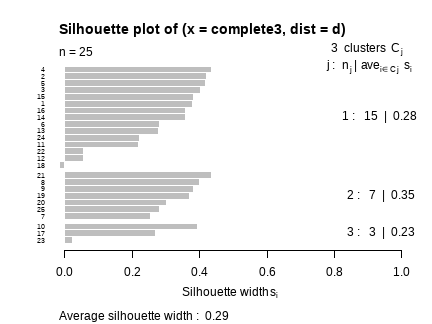 Silhouette plot of (x = complete3, dist = d)
n = 25
3 clusters Cj
j : nj | avei∈Cj si
4
2
5
3
15
1
16
14
6
13
24
11
22
12
18
1 : 15 | 0.28
21
8
9
19
20
25
7
2 : 7 | 0.35
10
17
23
3 : 3 | 0.23
0.0 0.2 0.4 0.6 0.8 1.0
Silhouette width si
Average silhouette width : 0.29